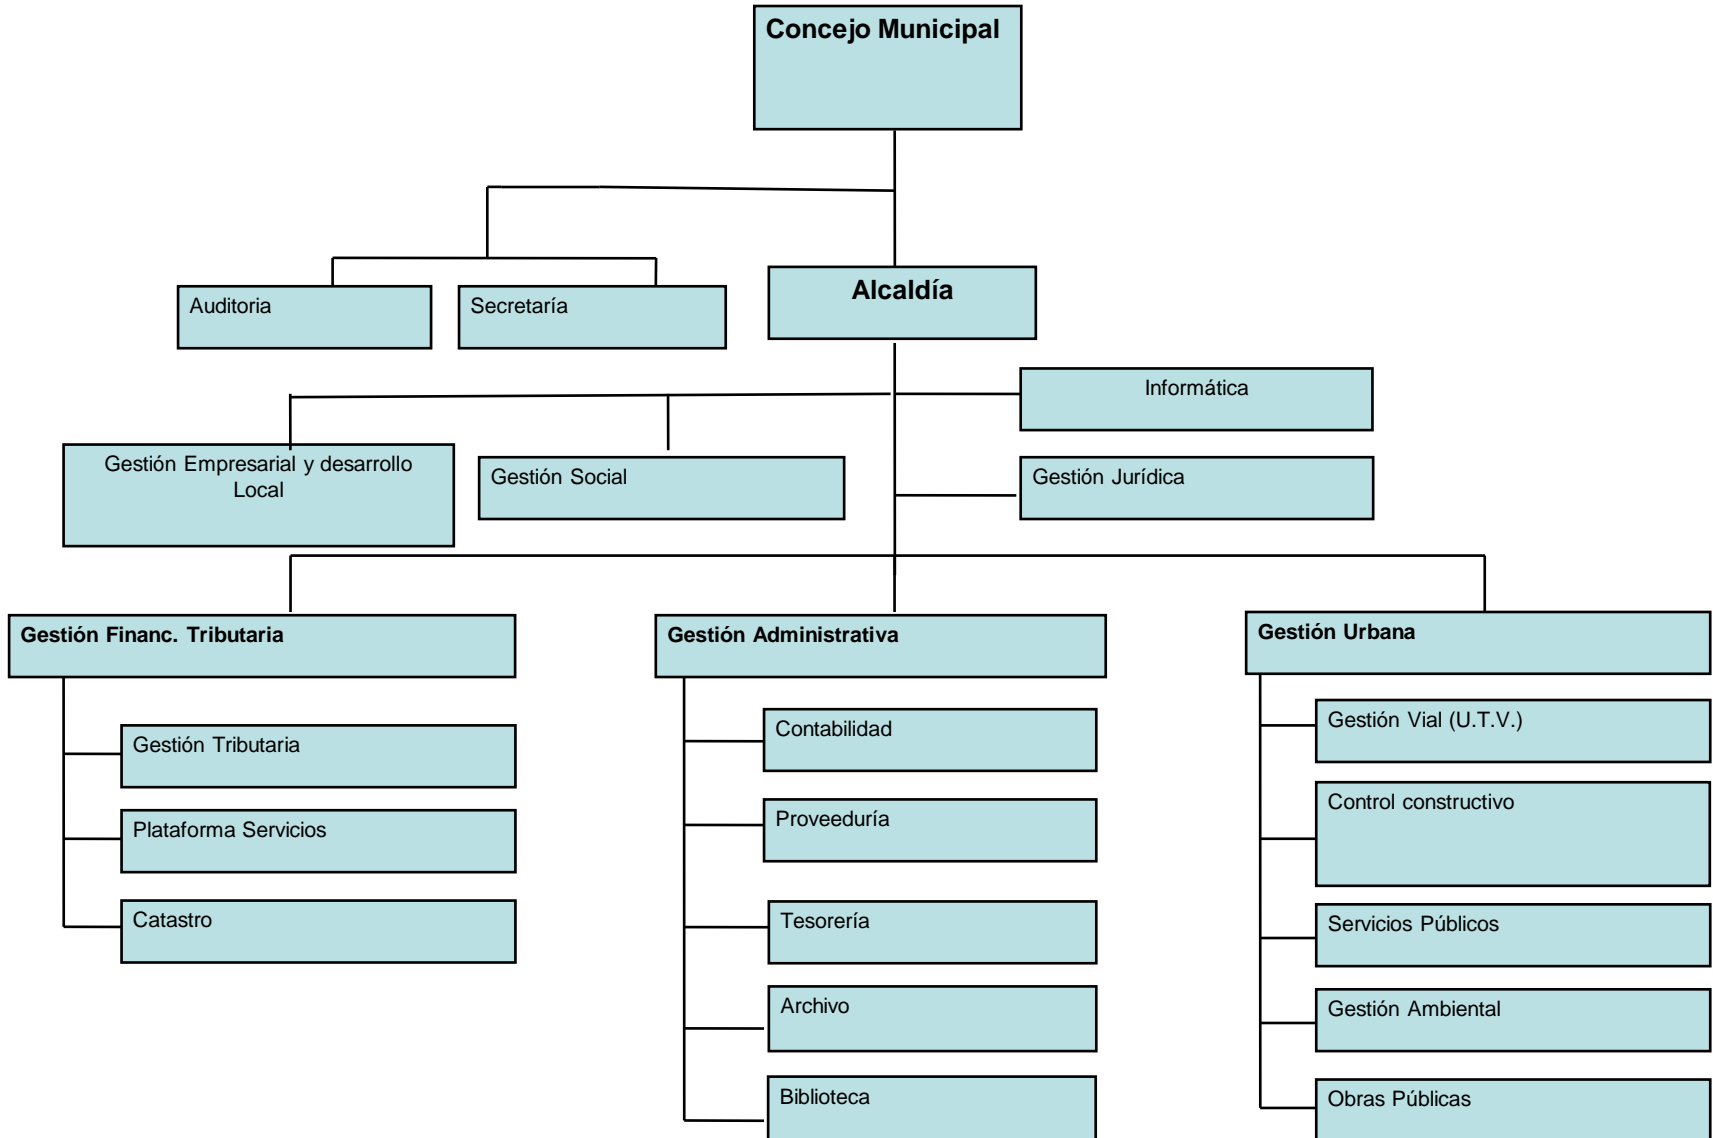 Concejo Municipal
Auditoria
Secretaría
Alcaldía
Informática
Gestión Empresarial y desarrollo
Local
Gestión Social
Gestión Jurídica
Gestión Financ. Tributaria
Gestión Tributaria
Plataforma Servicios
Catastro
Gestión Administrativa
Contabilidad
Proveeduría
Tesorería
Archivo
Biblioteca
Gestión Urbana
Gestión Vial (U.T.V.)
Control constructivo
Servicios Públicos
Gestión Ambiental
Obras Públicas